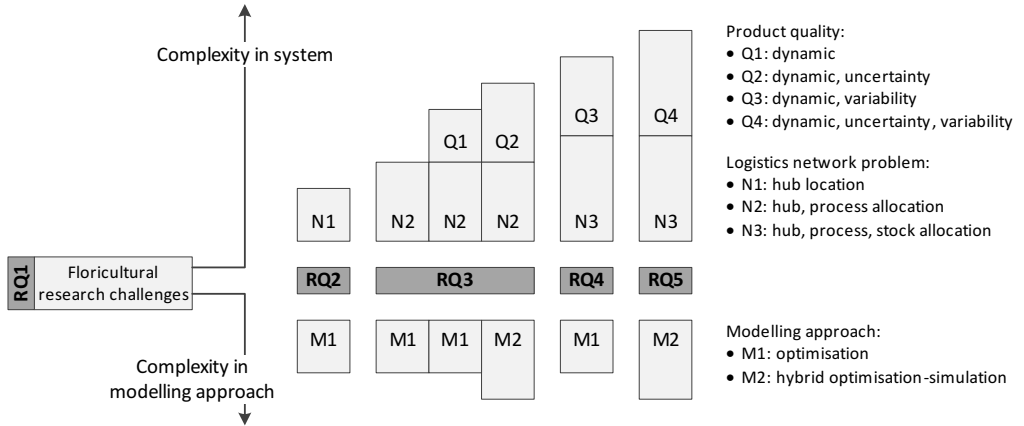 Complexity in system
Q1
Q2
Q3
Q4
N1
N2
N2
N2
N3
N3
RQ1
Floricultural
research challenges
RQ2
RQ3
RQ4
RQ5
M1
M1
M1
M2
M1
M2
Complexity in
modelling approach
Product quality:
• Q1: dynamic
• Q2: dynamic, uncertainty
• Q3: dynamic, variability
• Q4: dynamic, uncertainty, variability
Logistics network problem:
• N1: hub location
• N2: hub, process allocation
• N3: hub, process, stock allocation
Modelling approach:
• M1: optimisation
• M2: hybrid optimisation-simulation